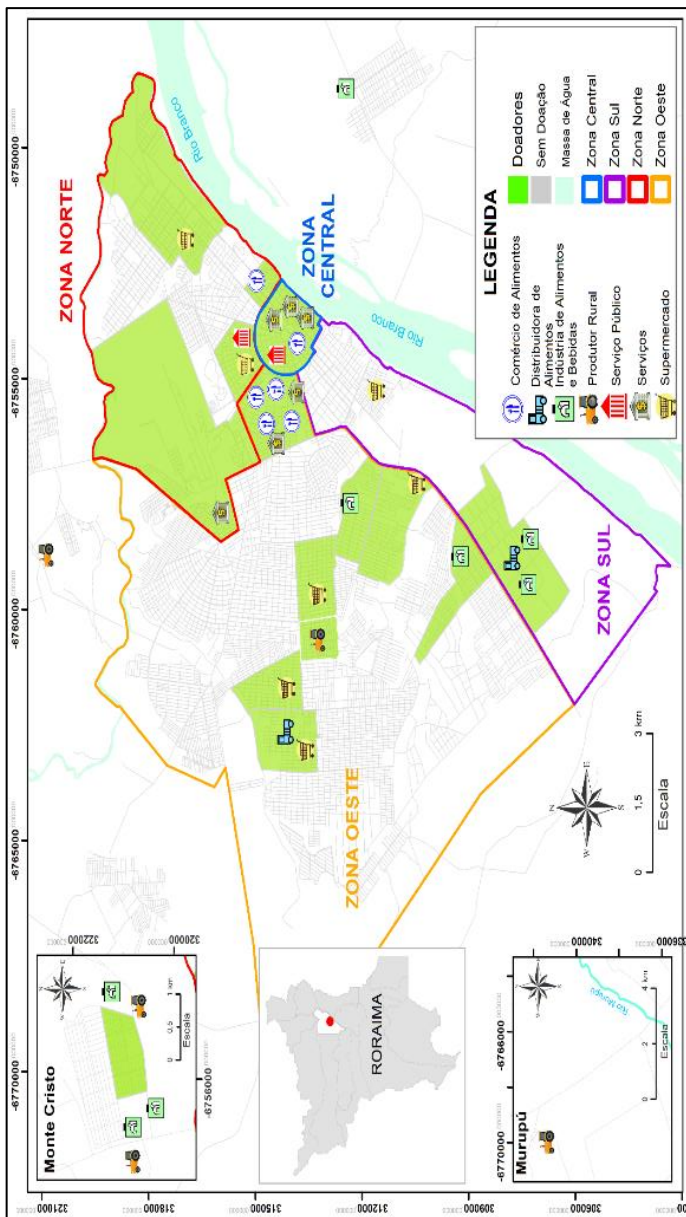 -6770000
-6765000
-6760000
-6755000
-6750000
321000
318000
315000
312000
309000
306000
Monte Cristo
322000
320000
-6756000
0 0.5 1 km
Escala
RORAIMA
Murupú
-6770000
-6766000
340000
336000
Rio Murupú
0 2 4 km
Escala
ZONA NORTE
ZONA
CENTRAL
ZONA OESTE
ZONA SUL
Rio Branco
Rio Branco
N
E
S
W
0 1,5 3 km
Escala
LEGENDA
Comércio de Alimentos
Distribuidora de
Alimentos
Indústria de Alimentos
e Bebidas
Produtor Rural
Serviço Público
Serviços
Supermercado
Doadores
Sem Doação
Massa de Água
Zona Central
Zona Sul
Zona Norte
Zona Oeste